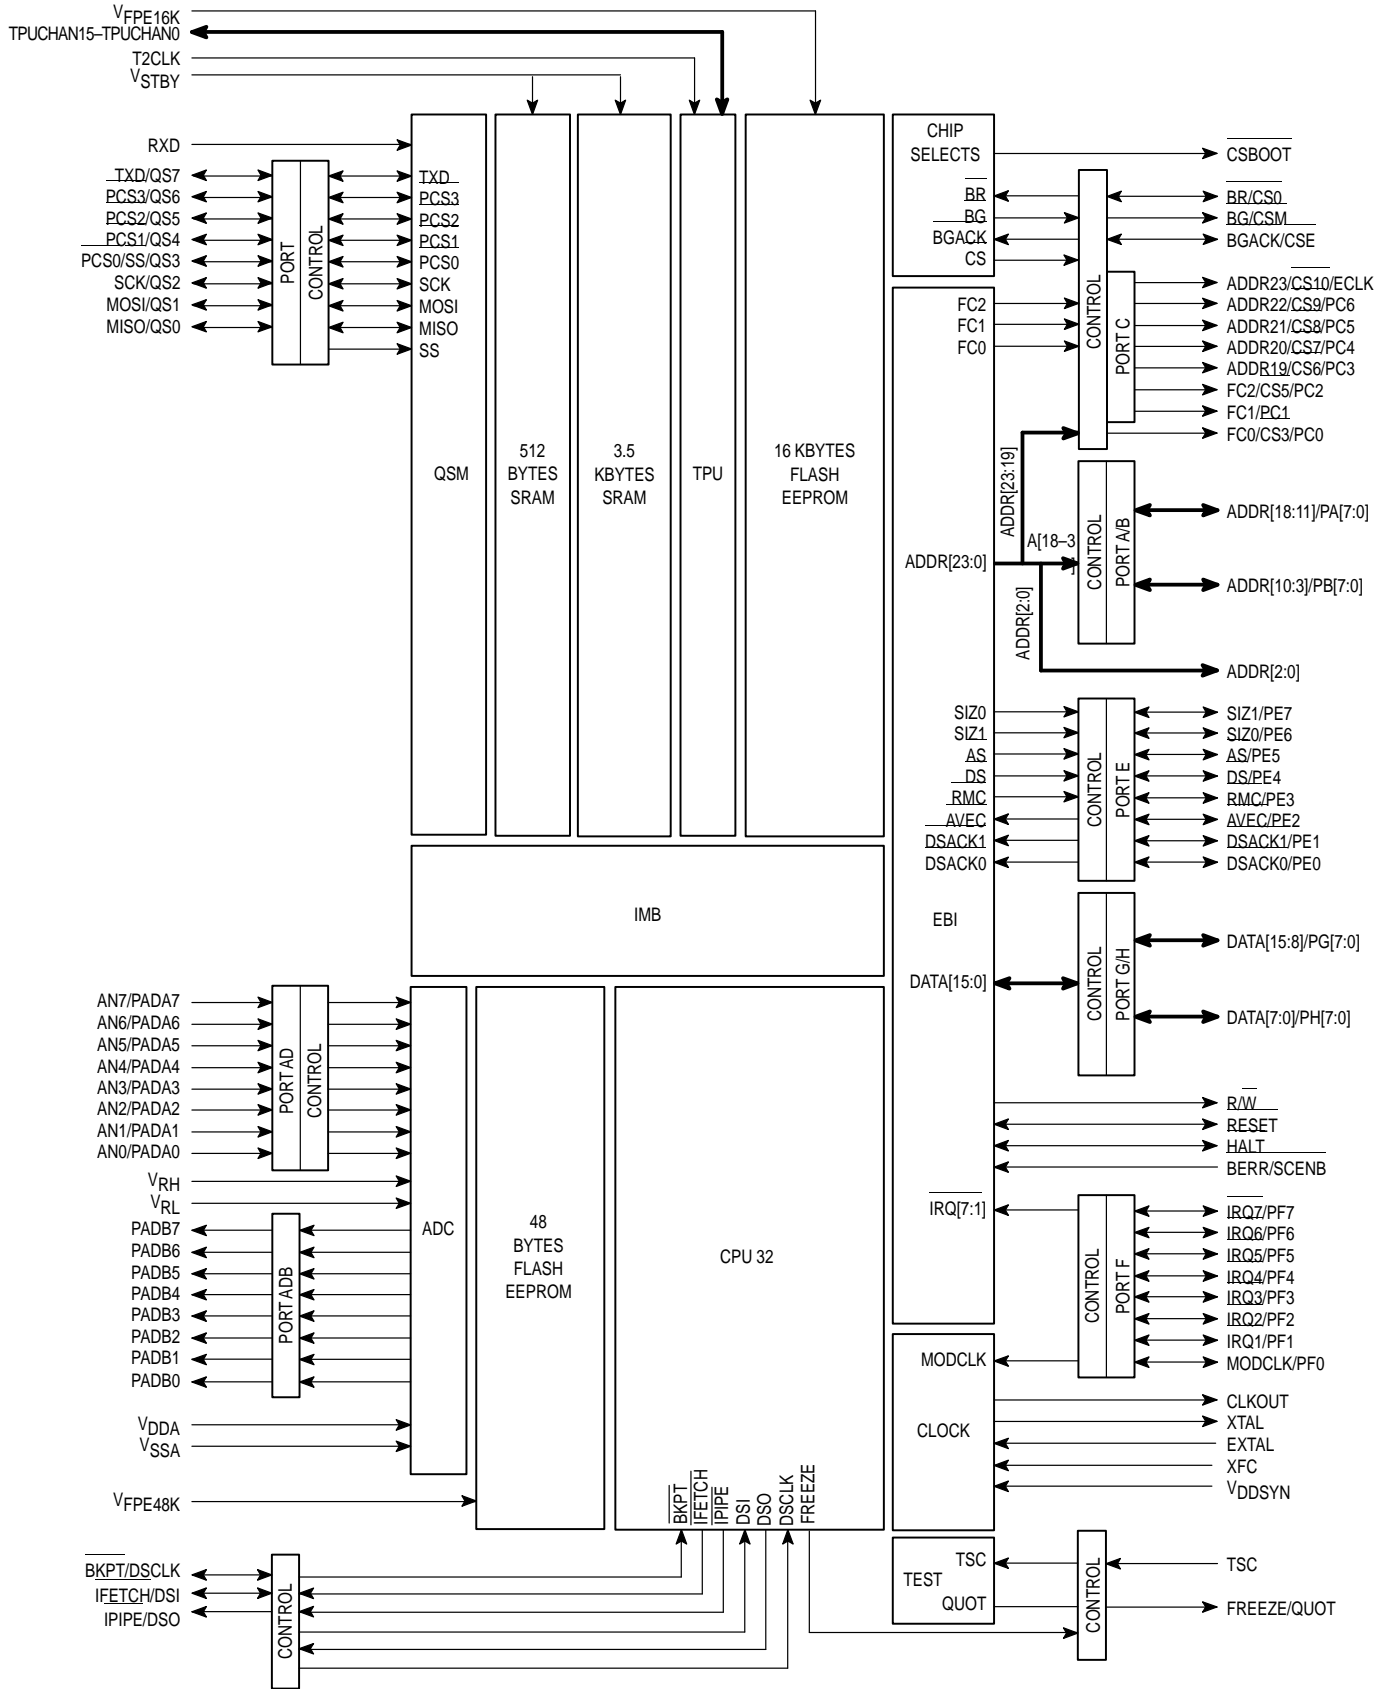 VFPE16K
TPUCHAN15–TPUCHAN0
T2CLK
VSTBY
RXD
TXD/QS7
PCS3/QS6
PCS2/QS5
PCS1/QS4
PCS0/SS/QS3
SCK/QS2
MOSI/QS1
MISO/QS0
PORT
CONTROL
TXD
PCS3
PCS2
PCS1
PCS0
SCK
MOSI
MISO
SS
QSM
512
BYTES
SRAM
3.5
KBYTES
SRAM
TPU
16 KBYTES
FLASH
EEPROM
CHIP
SELECTS
BR
BG
BGACK
CS
FC2
FC1
FC0
CONTROL
PORT C
CSBOOT
BR/CS0
BG/CSM
BGACK/CSE
ADDR23/CS10/ECLK
ADDR22/CS9/PC6
ADDR21/CS8/PC5
ADDR20/CS7/PC4
ADDR19/CS6/PC3
FC2/CS5/PC2
FC1/PC1
FC0/CS3/PC0
ADDR[23:19]
ADDR[23:0]
A[18–3
]
ADDR[2:0]
CONTROL
PORT A/B
ADDR[18:11]/PA[7:0]
ADDR[10:3]/PB[7:0]
ADDR[2:0]
SIZ0
SIZ1
AS
DS
RMC
AVEC
DSACK1
DSACK0
CONTROL
PORT E
SIZ1/PE7
SIZ0/PE6
AS/PE5
DS/PE4
RMC/PE3
AVEC/PE2
DSACK1/PE1
DSACK0/PE0
IMB
EBI
DATA[15:0]
CONTROL
PORT G/H
DATA[15:8]/PG[7:0]
DATA[7:0]/PH[7:0]
AN7/PADA7
AN6/PADA6
AN5/PADA5
AN4/PADA4
AN3/PADA3
AN2/PADA2
AN1/PADA1
AN0/PADA0
PORT AD
CONTROL
VRH
VRL
PADB7
PADB6
PADB5
PADB4
PADB3
PADB2
PADB1
PADB0
PORT ADB
VDDA
VSSA
VFPE48K
ADC
48
BYTES
FLASH
EEPROM
CPU 32
R/W
RESET
HALT
BERR/SCENB
IRQ[7:1]
CONTROL
PORT F
IRQ7/PF7
IRQ6/PF6
IRQ5/PF5
IRQ4/PF4
IRQ3/PF3
IRQ2/PF2
IRQ1/PF1
MODCLK/PF0
MODCLK
CLOCK
CLKOUT
XTAL
EXTAL
XFC
VDDSYN
BKPT
IFETCH
IPIPE
DSI
DSO
DSCLK
FREEZE
BKPT/DSCLK
IFETCH/DSI
IPIPE/DSO
CONTROL
TSC
TEST
QUOT
CONTROL
TSC
FREEZE/QUOT